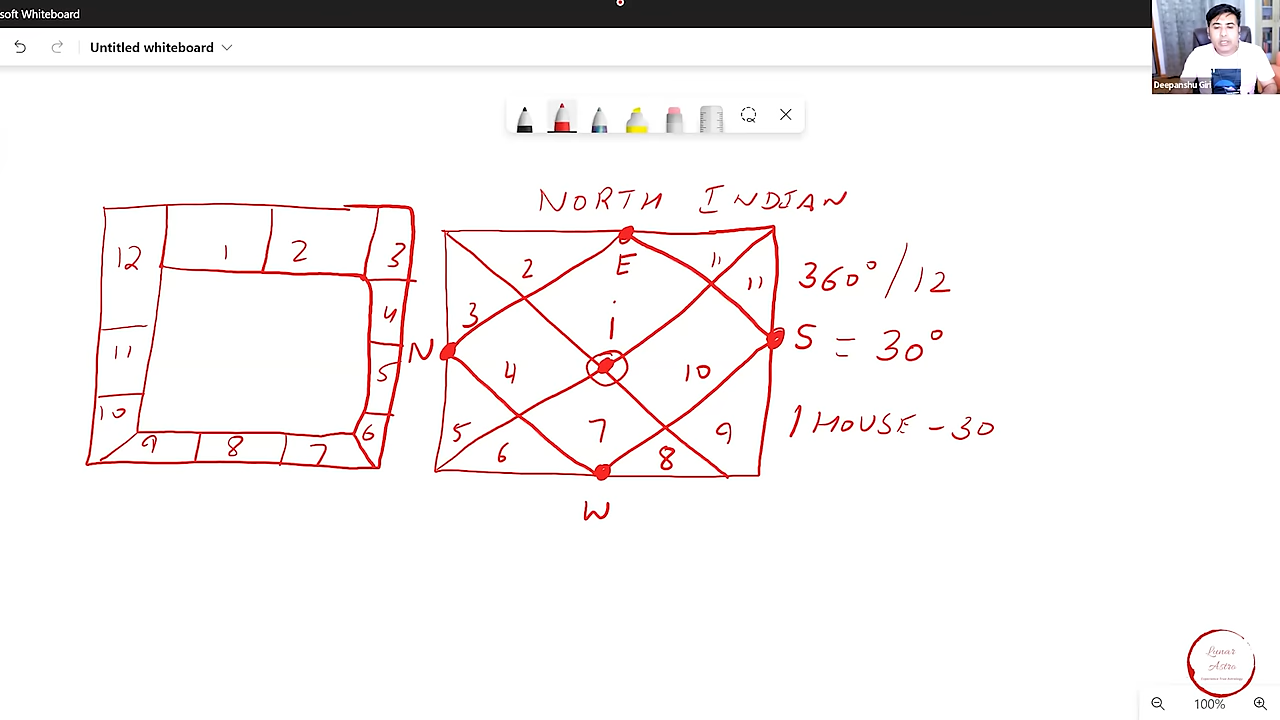 soft Whiteboard
Untitled whiteboard
Deepanshu Giri
NORTH INDIAN
12 1 2 3
11 4
10 5
9 8 7 6
E
2 11
3 1 11
N 4 10 S
5 6 7 8 9
W
360°/12
= 30°
1 HOUSE - 30
Lunar
Astro
100%